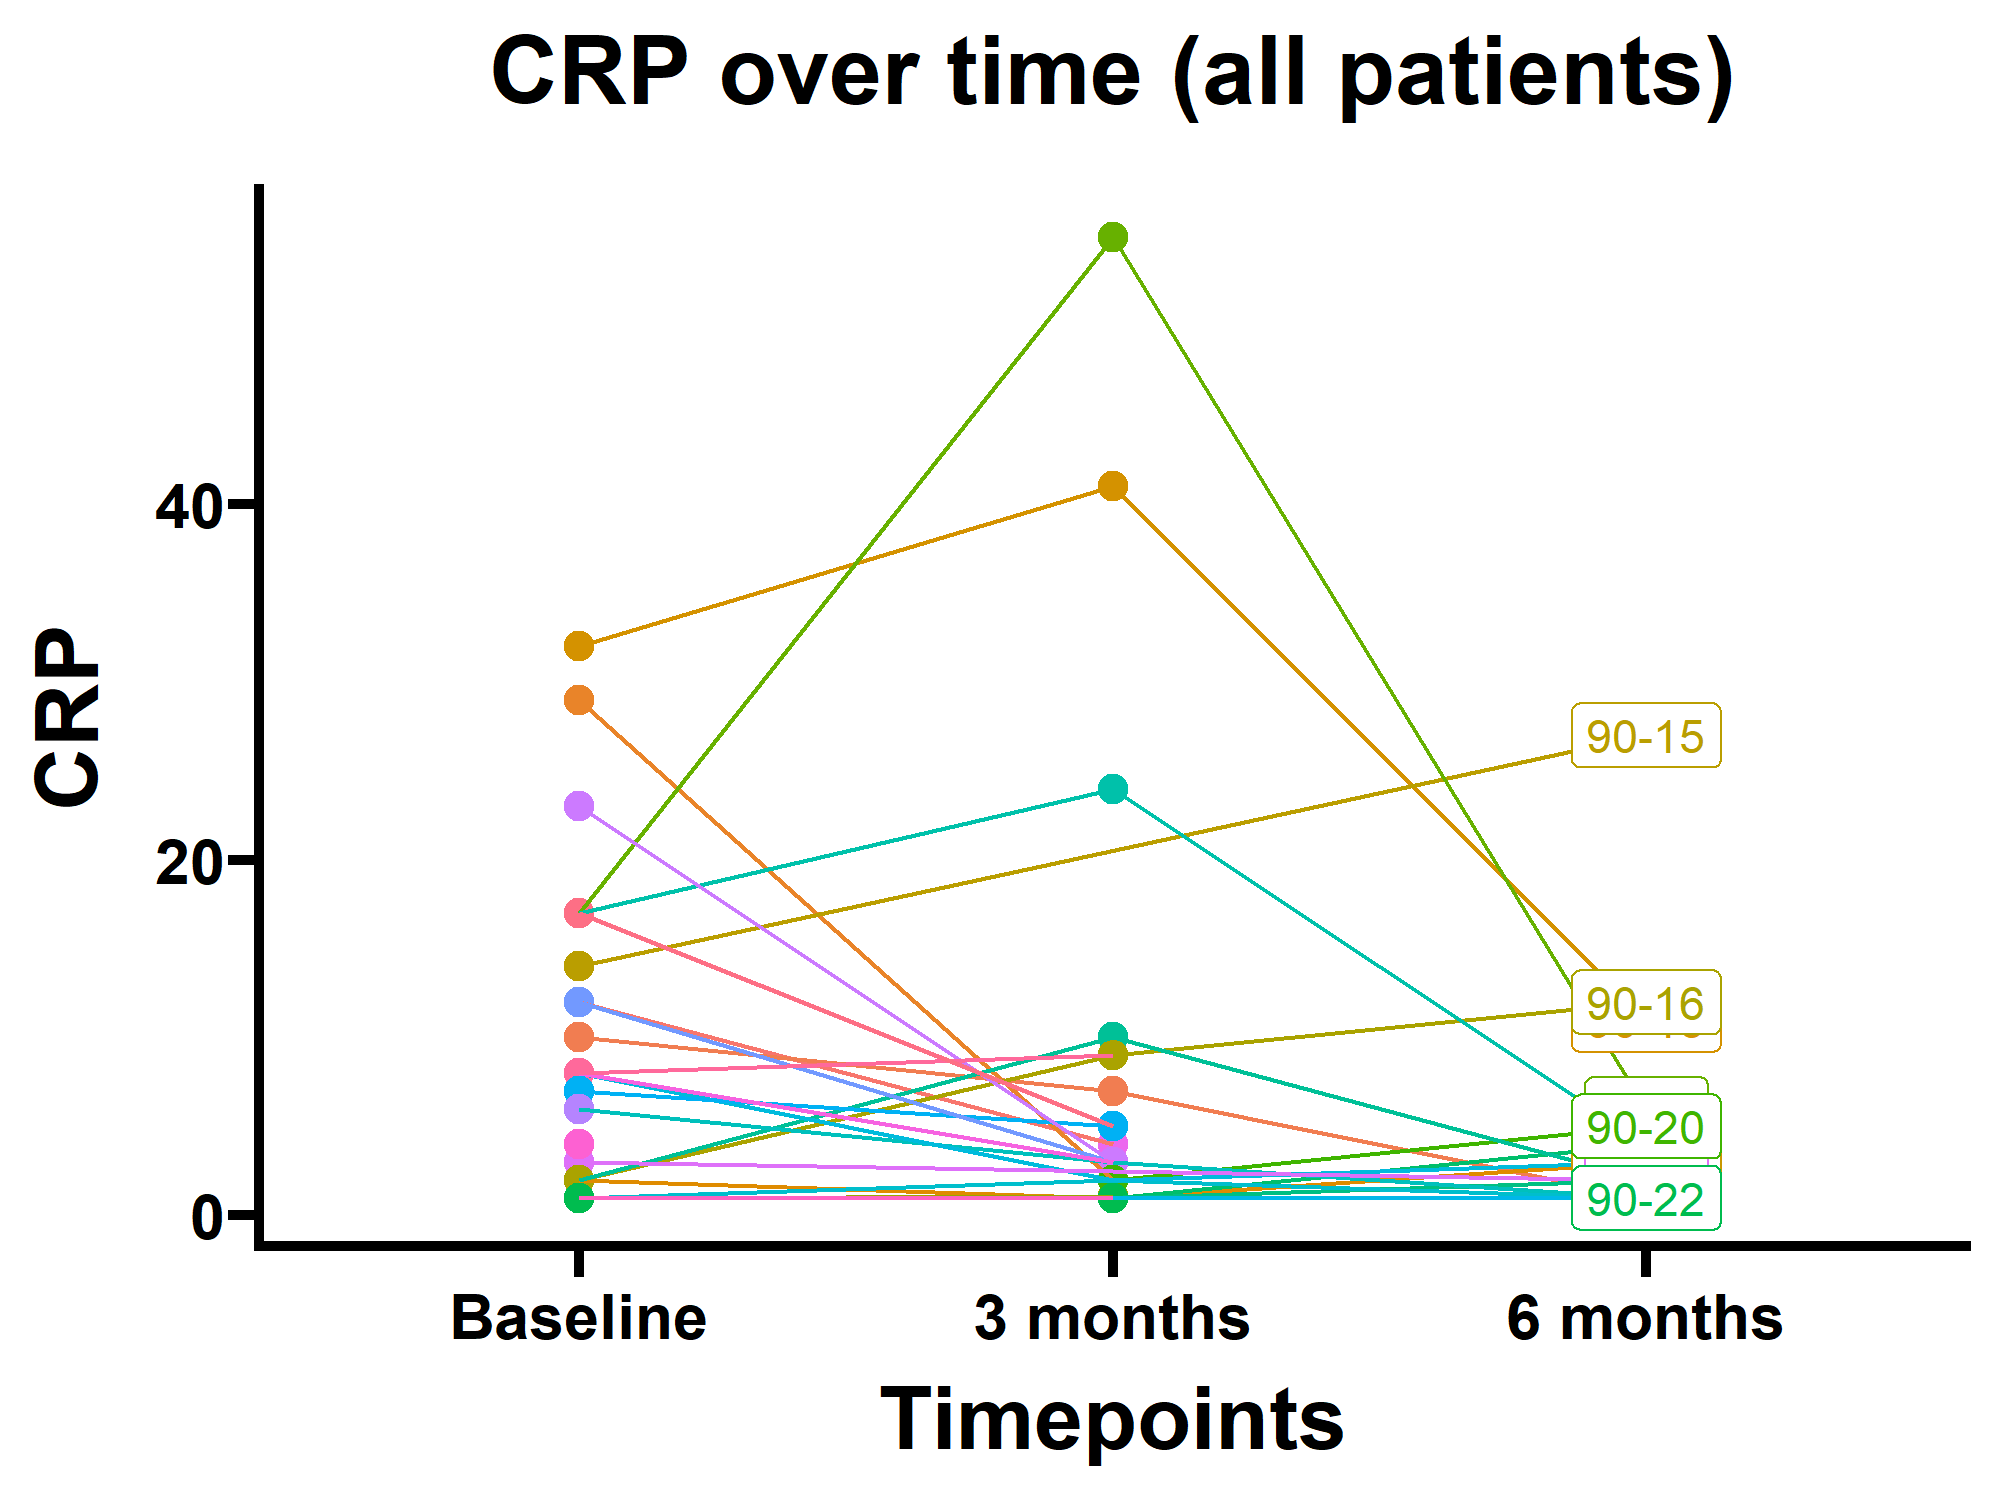 CRP over time (all patients)
CRP
40
20
0
90-15
90-16
90-20
90-22
Baseline
3 months
6 months
Timepoints